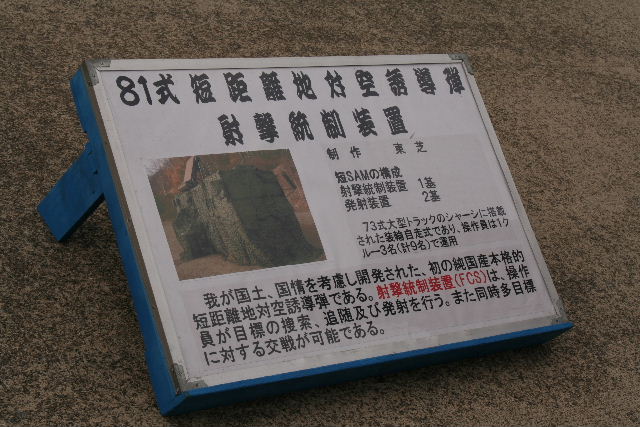 81式短距離地対空誘導弾
射撃統制装置
制作 東芝
短SAMの構成
射撃統制装置 1基
発射装置 2基
73式大型トラックのシャーシに搭載
された装輪自走式であり、操作員は1ク
ルー3名(計9名)で運用
我が国土、国情を考慮し開発された、初の純国産本格的
短距離地対空誘導弾である。射撃統制装置(FCS)は、操作
員が目標の捜索、追随及び発射を行う。また同時多目標
に対する交戦が可能である。